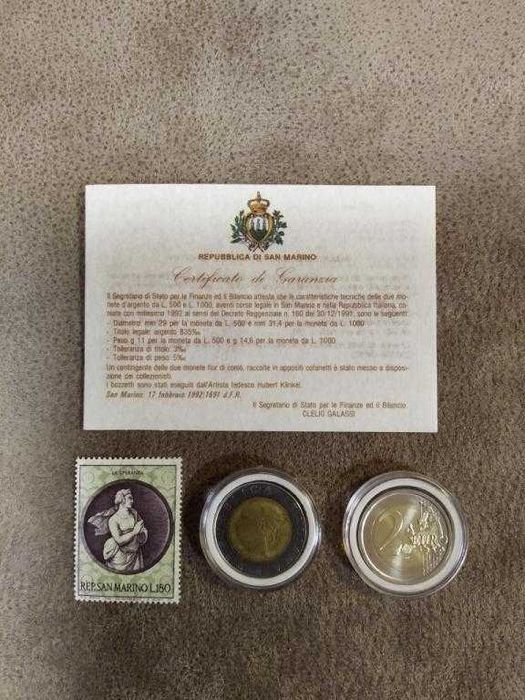 REPUBBLICA DI SAN MARINO
Certificato di Garanzia
Il Segretario di Stato per le Finanze ed il Bilancio attesta che le caratteristiche tecniche delle due mo-
nete d'argento da L. 500 e L. 1000, aventi corso legale in San Marino e nella Repubblica Italiana, co-
niate con millesimo 1992 ai sensi del Decreto Reggenziale n. 160 del 30/12/1991, sono le seguenti:
- Diametro: mm 29 per la moneta da L. 500 e mm 31,4 per la moneta da L. 1000
- Titolo legale: argento 835‰
- Peso g 11 per la moneta da L. 500 e g 14,6 per la moneta da L. 1000
- Tolleranza di titolo: 3‰
- Tolleranza di peso: 5‰
Un contingente delle due monete fior di conio, raccolte in appositi cofanetti è stato messo a disposi-
zione dei collezionisti.
I bozzetti sono stati eseguiti dall'Artista tedesco Hubert Klinkel.
San Marino, 17 febbraio 1992/1691 d.F.R.
Il Segretario di Stato per le Finanze ed il Bilancio
CLELIO GALASSI
LA SPERANZA
REP. SAN MARINO L.180
2 EURO